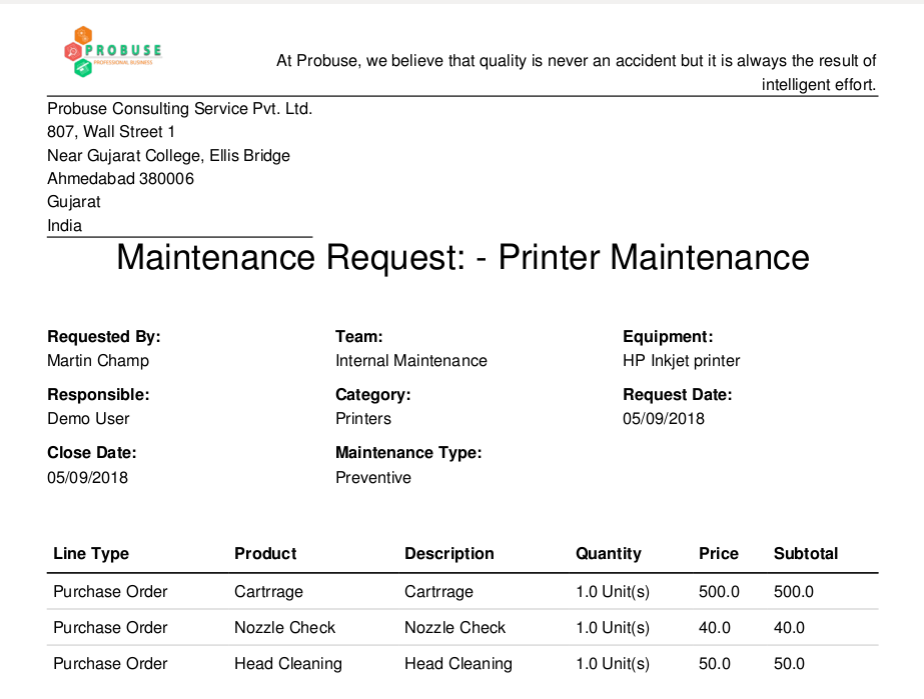 PROBUSE
PROFESSIONAL BUSINESS
At Probuse, we believe that quality is never an accident but it is always the result of
intelligent effort.
Probuse Consulting Service Pvt. Ltd.
807, Wall Street 1
Near Gujarat College, Ellis Bridge
Ahmedabad 380006
Gujarat
India
Maintenance Request: - Printer Maintenance
Requested By: Team: Equipment:
Martin Champ Internal Maintenance HP Inkjet printer
Responsible: Category: Request Date:
Demo User Printers 05/09/2018
Close Date: Maintenance Type:
05/09/2018 Preventive
Line Type Product Description Quantity Price Subtotal
Purchase Order Cartrrage Cartrrage 1.0 Unit(s) 500.0 500.0
Purchase Order Nozzle Check Nozzle Check 1.0 Unit(s) 40.0 40.0
Purchase Order Head Cleaning Head Cleaning 1.0 Unit(s) 50.0 50.0